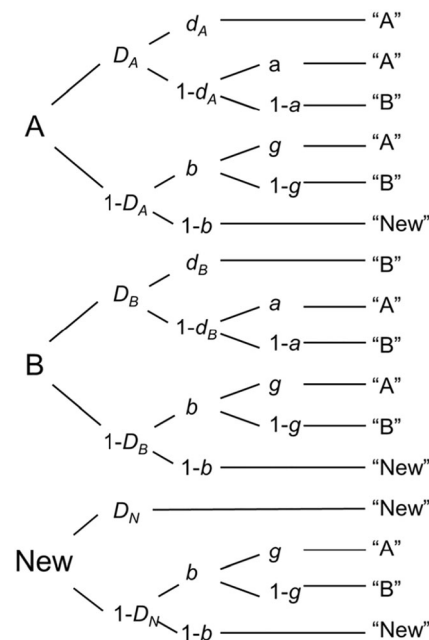 d_A "A"
D_A
a "A"
1-d_A
1-a "B"
A
g "A"
b
1-g "B"
1-D_A
1-b "New"
d_B "B"
D_B
a "A"
1-d_B
1-a "B"
B
g "A"
b
1-g "B"
1-D_B
1-b "New"
D_N "New"
New
g "A"
b
1-g "B"
1-D_N
1-b "New"